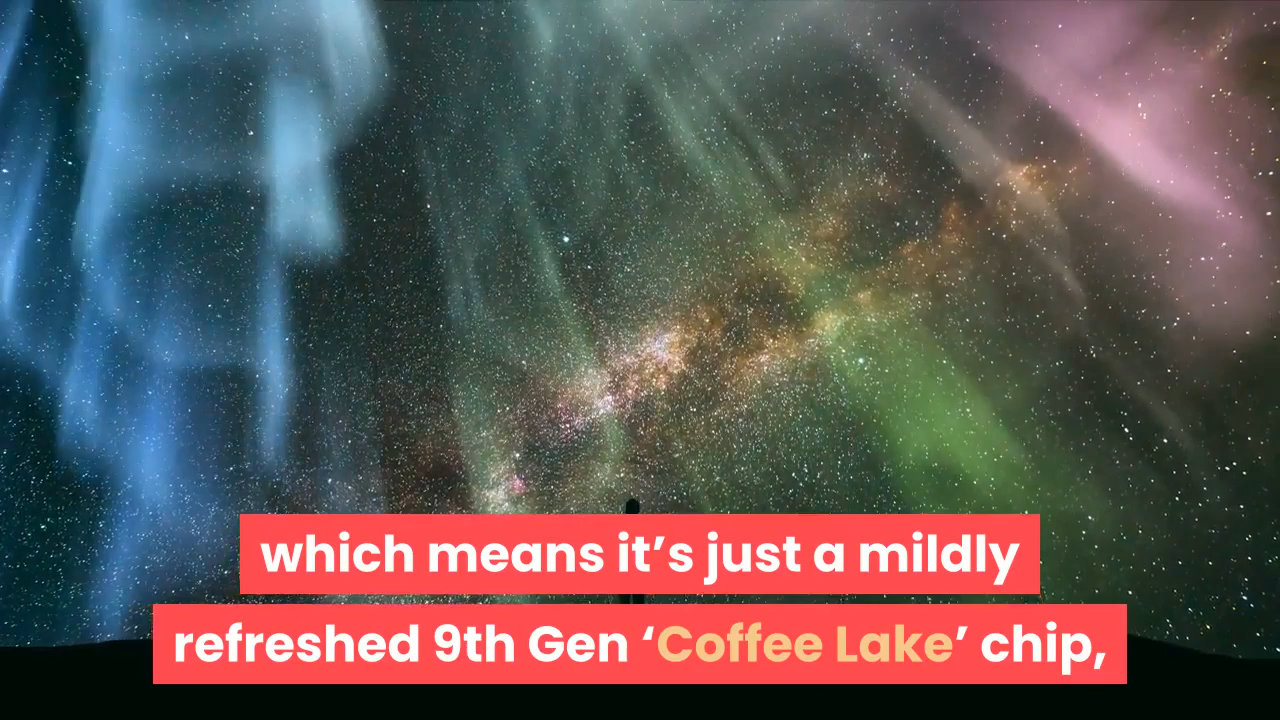 which means it’s just a mildly
refreshed 9th Gen ‘Coffee Lake’ chip,